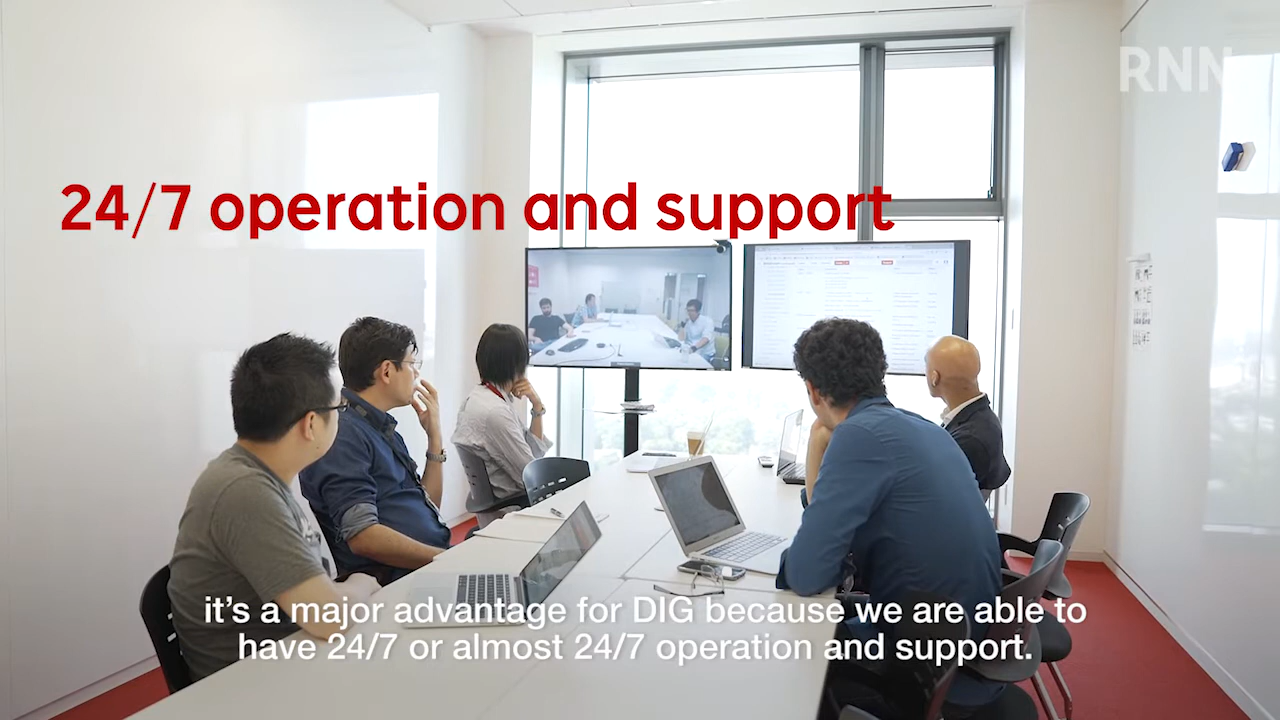 RNN
24/7 operation and support
it's a major advantage for DIG because we are able to
have 24/7 or almost 24/7 operation and support.